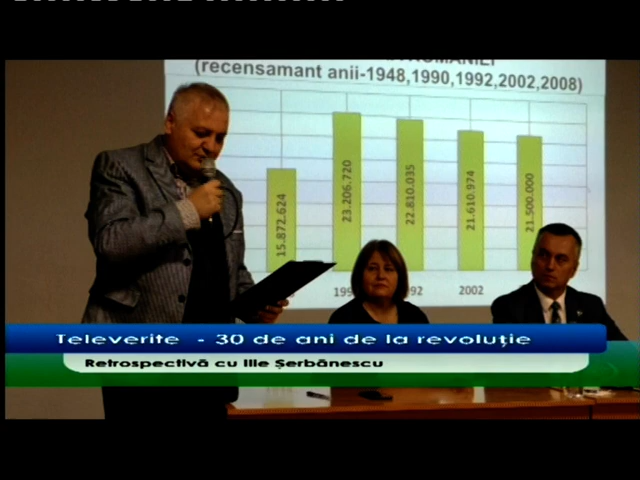 (recensamant anii-1948,1990,1992,2002,2008)
15.872.624
23.206.720
22.810.035
21.610.974
21.500.000
2002
Televerite - 30 de ani de la revoluție
Retrospectivă cu Ilie Șerbănescu